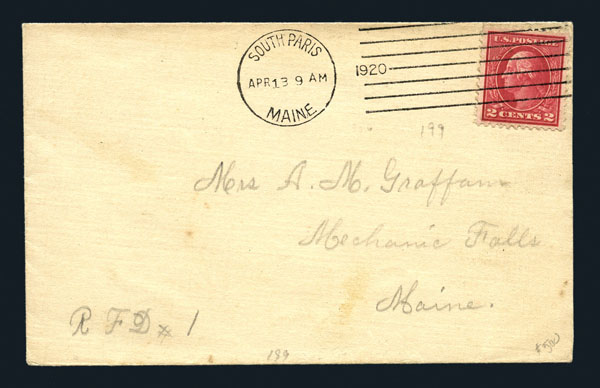 SOUTH PARIS
APR 13 9 AM
1920
MAINE
U.S. POSTAGE
2 CENTS 2
199
Mrs A. M. Graffam
Mechanic Falls
Maine.
R F D # 1
199